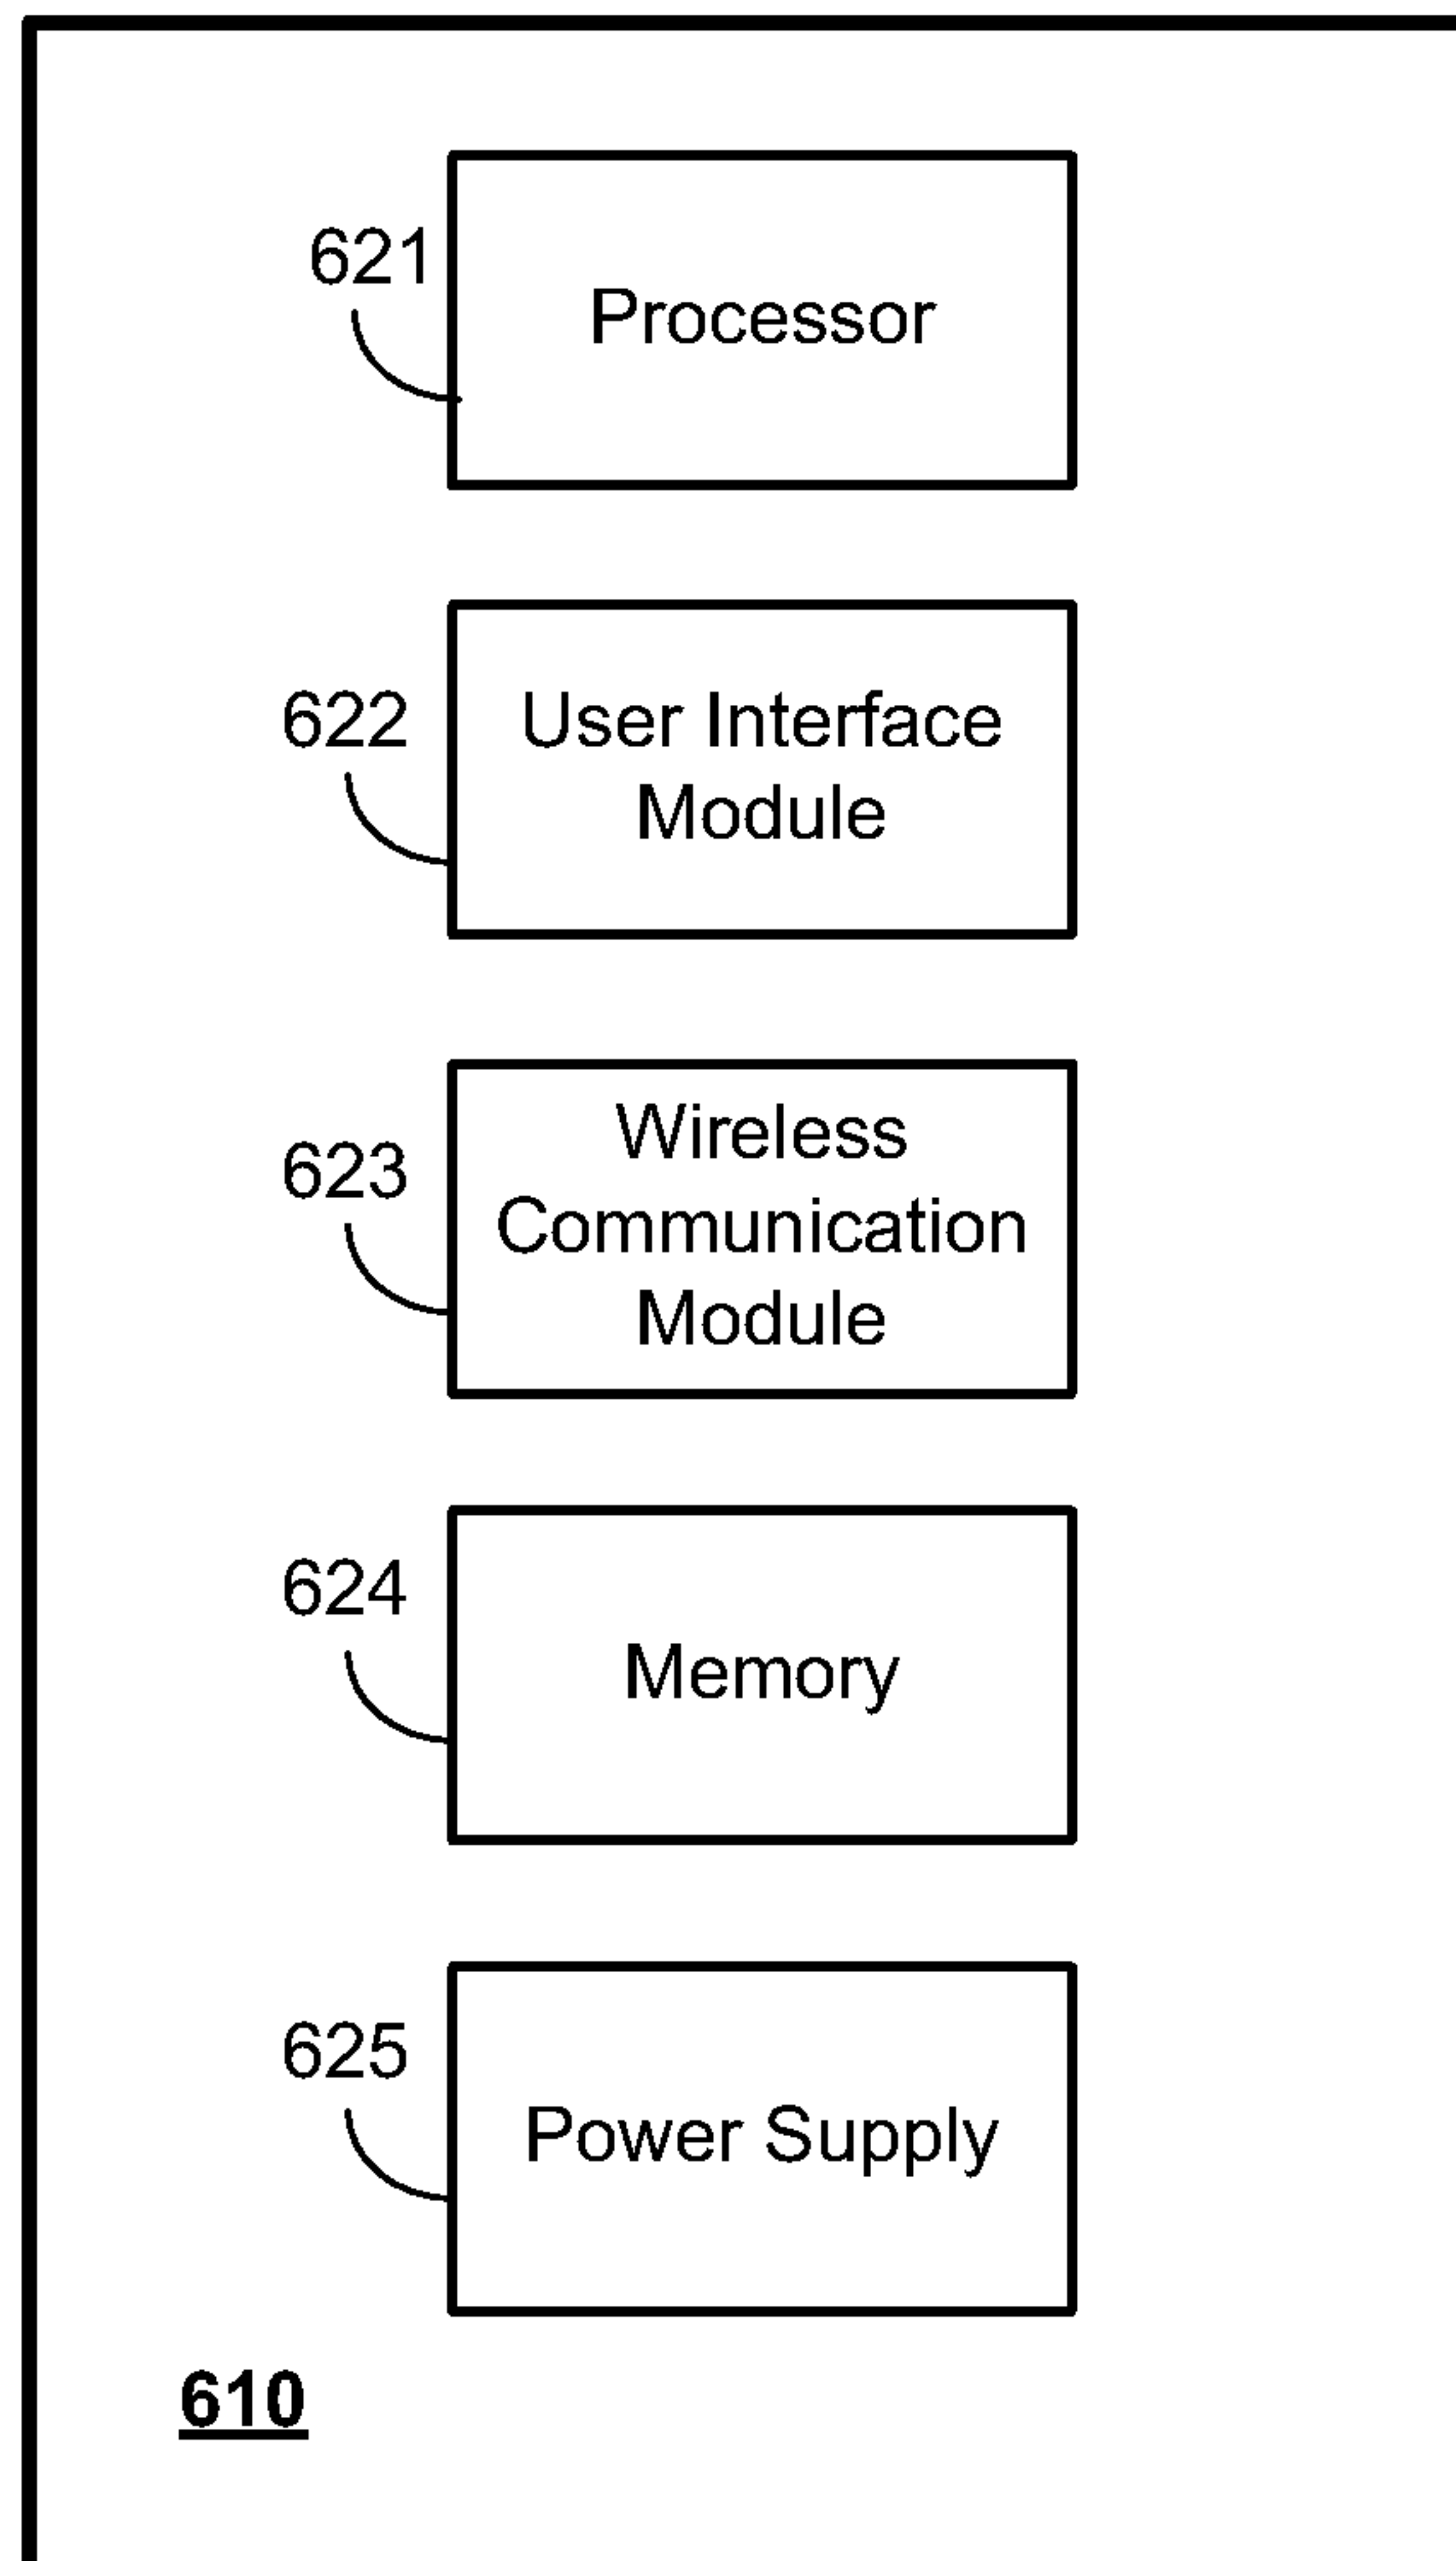 621
Processor
622
User Interface
Module
623
Wireless
Communication
Module
624
Memory
625
Power Supply
610